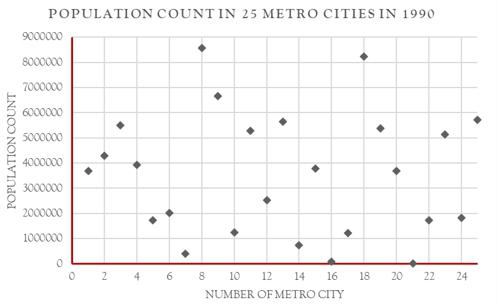 POPULATION COUNT IN 25 METRO CITIES IN 1990
POPULATION COUNT
9000000
8000000
7000000
6000000
5000000
4000000
3000000
2000000
1000000
0
0 2 4 6 8 10 12 14 16 18 20 22 24
NUMBER OF METRO CITY